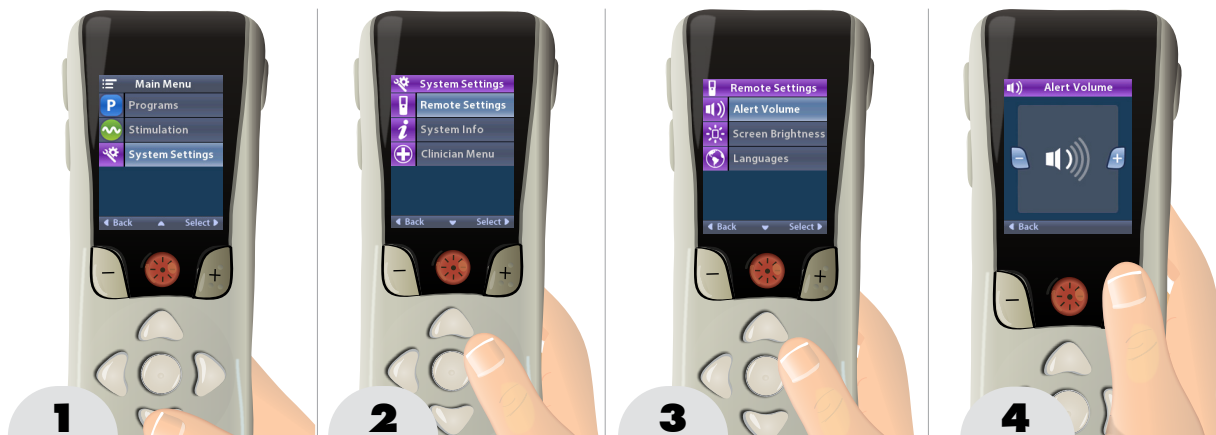 Main Menu
P Programs
Stimulation
System Settings
Back Select
- +
1
System Settings
Remote Settings
i System Info
Clinician Menu
Back Select
- +
2
Remote Settings
Alert Volume
Screen Brightness
Languages
Back Select
- +
3
Alert Volume
- +
Back
-
4